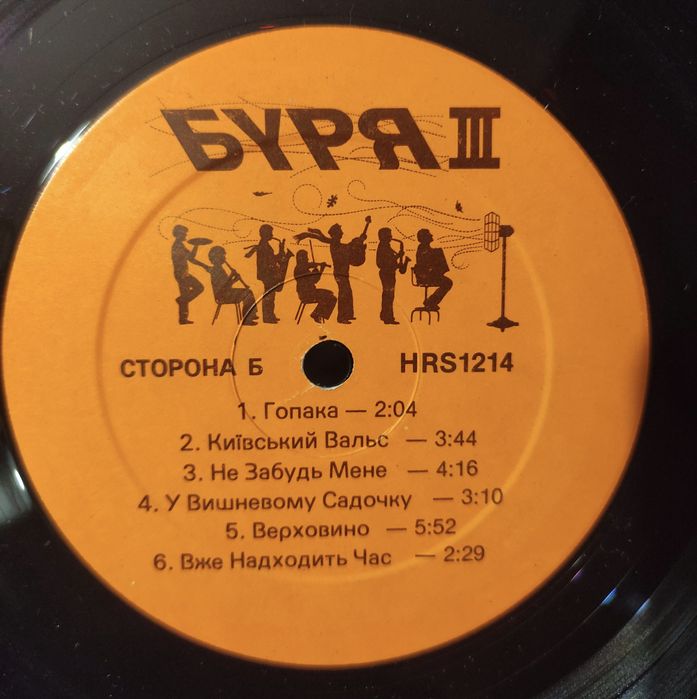 БУРЯ III
СТОРОНА Б HRS1214
1. Гопака — 2:04
2. Київський Вальс — 3:44
3. Не Забудь Мене — 4:16
4. У Вишневому Садочку — 3:10
5. Верховино — 5:52
6. Вже Надходить Час — 2:29